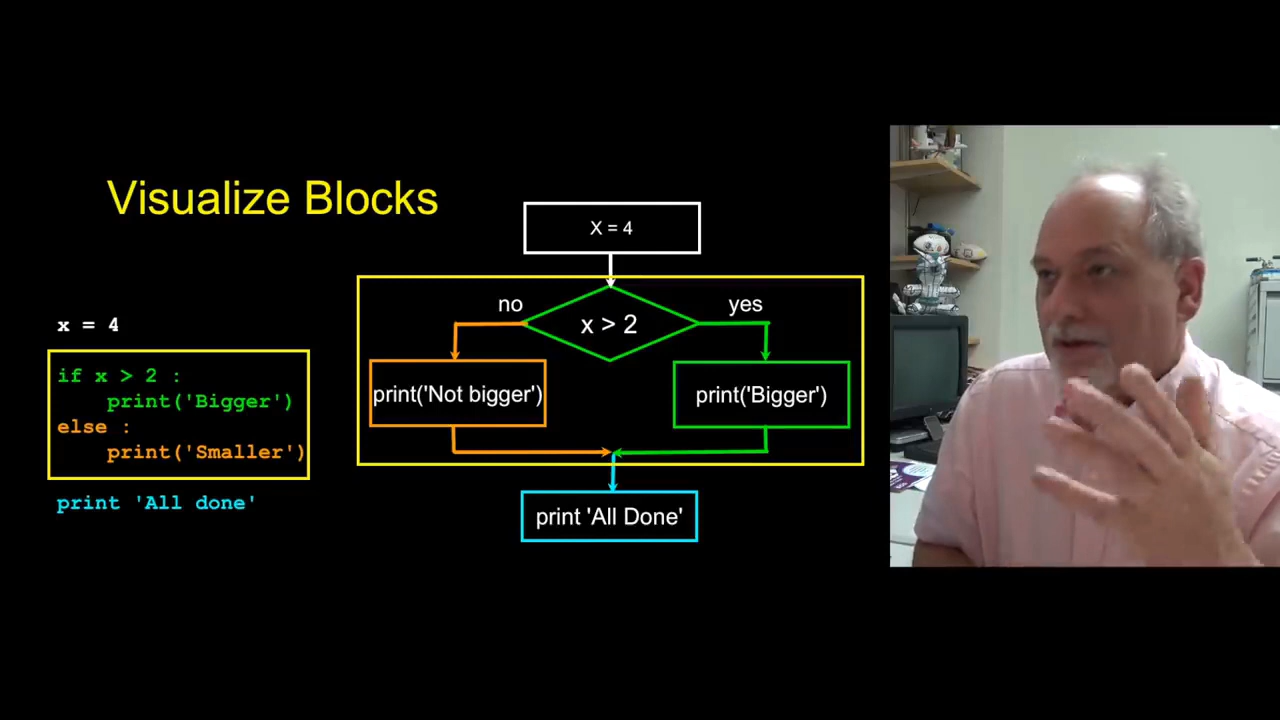 Visualize Blocks
x = 4
if x > 2 :
print('Bigger')
else :
print('Smaller')
print 'All done'
X = 4
no
yes
x > 2
print('Not bigger')
print('Bigger')
print 'All Done'